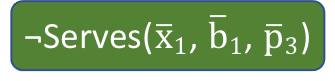 ¬Serves(x̅₁, b̅₁, p̅₃)